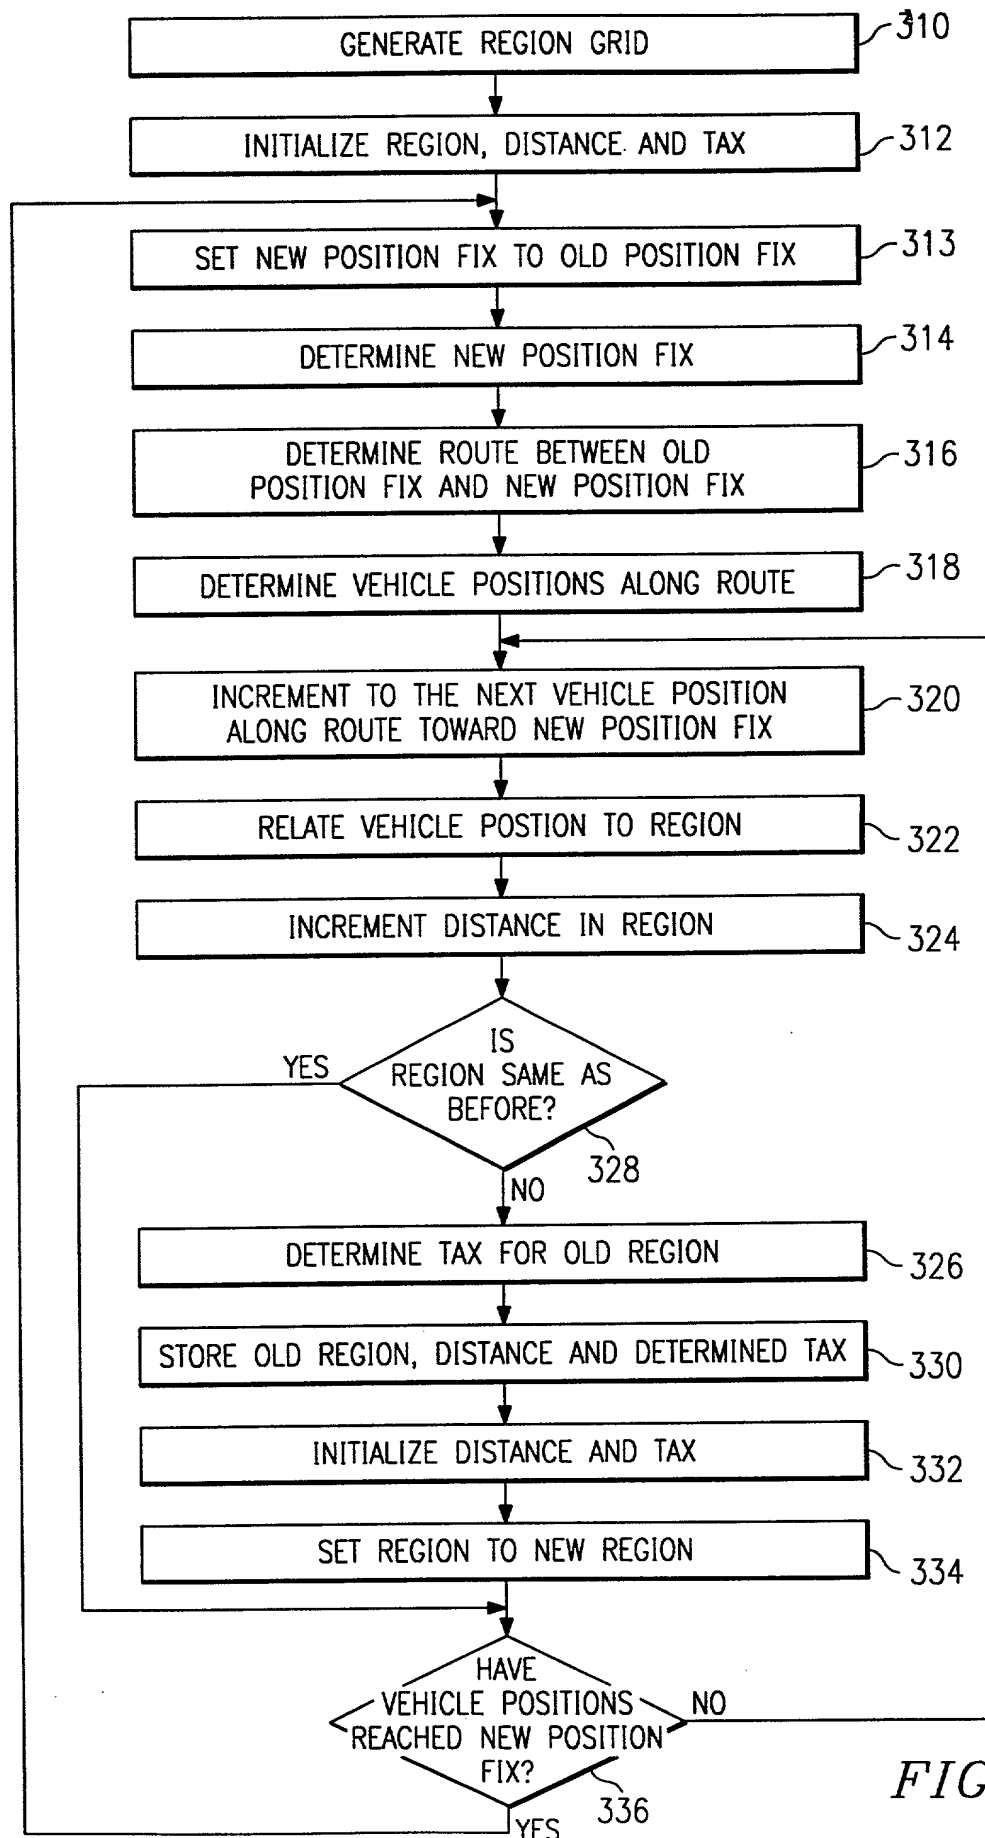 GENERATE REGION GRID
310
INITIALIZE REGION, DISTANCE AND TAX
312
SET NEW POSITION FIX TO OLD POSITION FIX
313
DETERMINE NEW POSITION FIX
314
DETERMINE ROUTE BETWEEN OLD
POSITION FIX AND NEW POSITION FIX
316
DETERMINE VEHICLE POSITIONS ALONG ROUTE
318
INCREMENT TO THE NEXT VEHICLE POSITION
ALONG ROUTE TOWARD NEW POSITION FIX
320
RELATE VEHICLE POSTION TO REGION
322
INCREMENT DISTANCE IN REGION
324
IS
REGION SAME AS
BEFORE?
YES
328
NO
DETERMINE TAX FOR OLD REGION
326
STORE OLD REGION, DISTANCE AND DETERMINED TAX
330
INITIALIZE DISTANCE AND TAX
332
SET REGION TO NEW REGION
334
HAVE
VEHICLE POSITIONS
REACHED NEW POSITION
FIX?
NO
336
YES
FIG